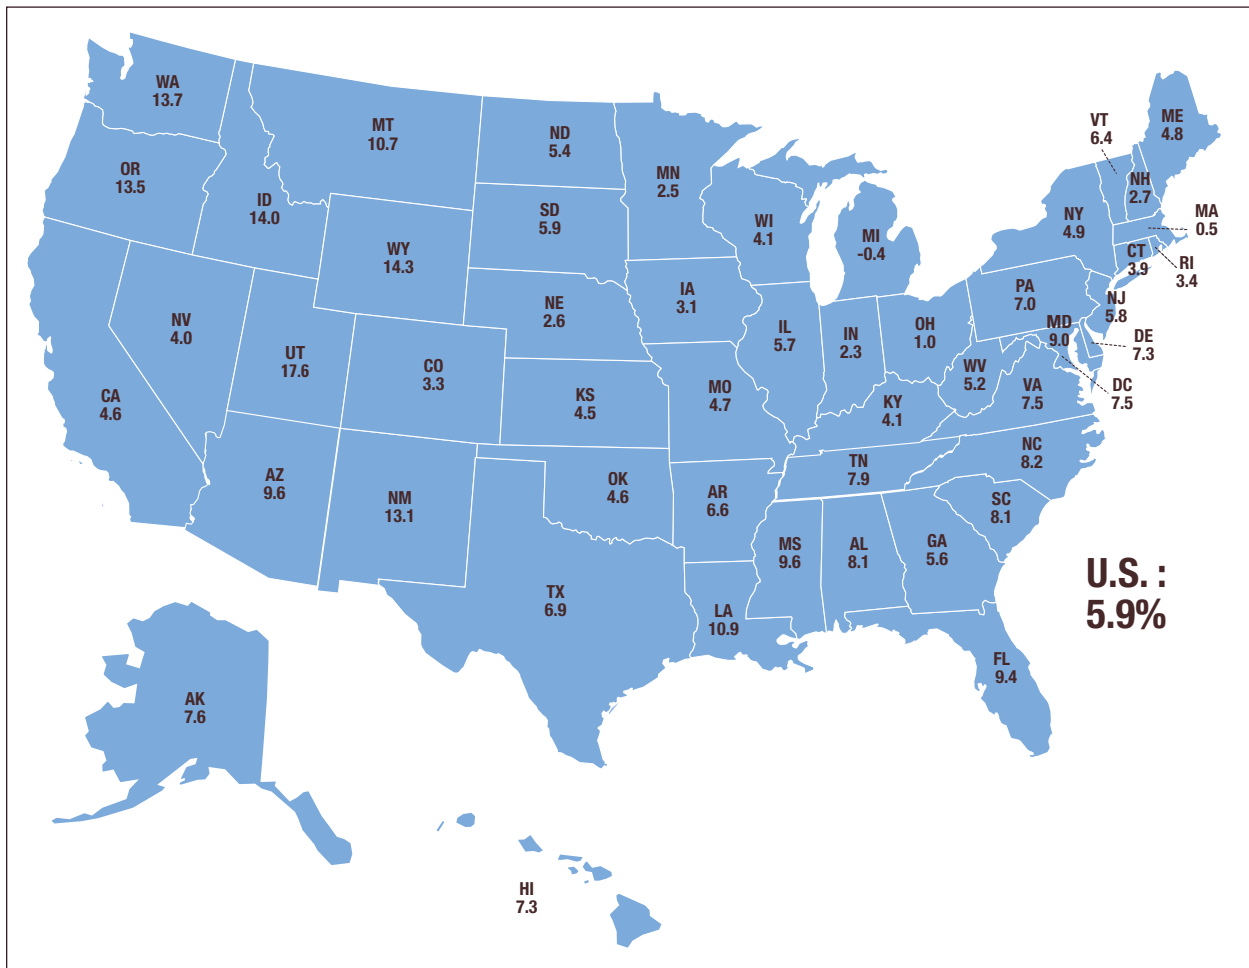 WA
13.7
MT
10.7
ND
5.4
MN
2.5
VT
6.4
ME
4.8
OR
13.5
ID
14.0
SD
5.9
WI
4.1
MI
-0.4
NY
4.9
NH
2.7
MA
0.5
WY
14.3
CT
3.9
RI
3.4
NV
4.0
UT
17.6
CO
3.3
NE
2.6
IA
3.1
IL
5.7
IN
2.3
OH
1.0
PA
7.0
NJ
5.8
MD
9.0
DE
7.3
DC
7.5
CA
4.6
KS
4.5
MO
4.7
KY
4.1
WV
5.2
VA
7.5
AZ
9.6
NM
13.1
OK
4.6
AR
6.6
TN
7.9
NC
8.2
SC
8.1
TX
6.9
LA
10.9
MS
9.6
AL
8.1
GA
5.6
U.S. :
5.9%
FL
9.4
AK
7.6
HI
7.3